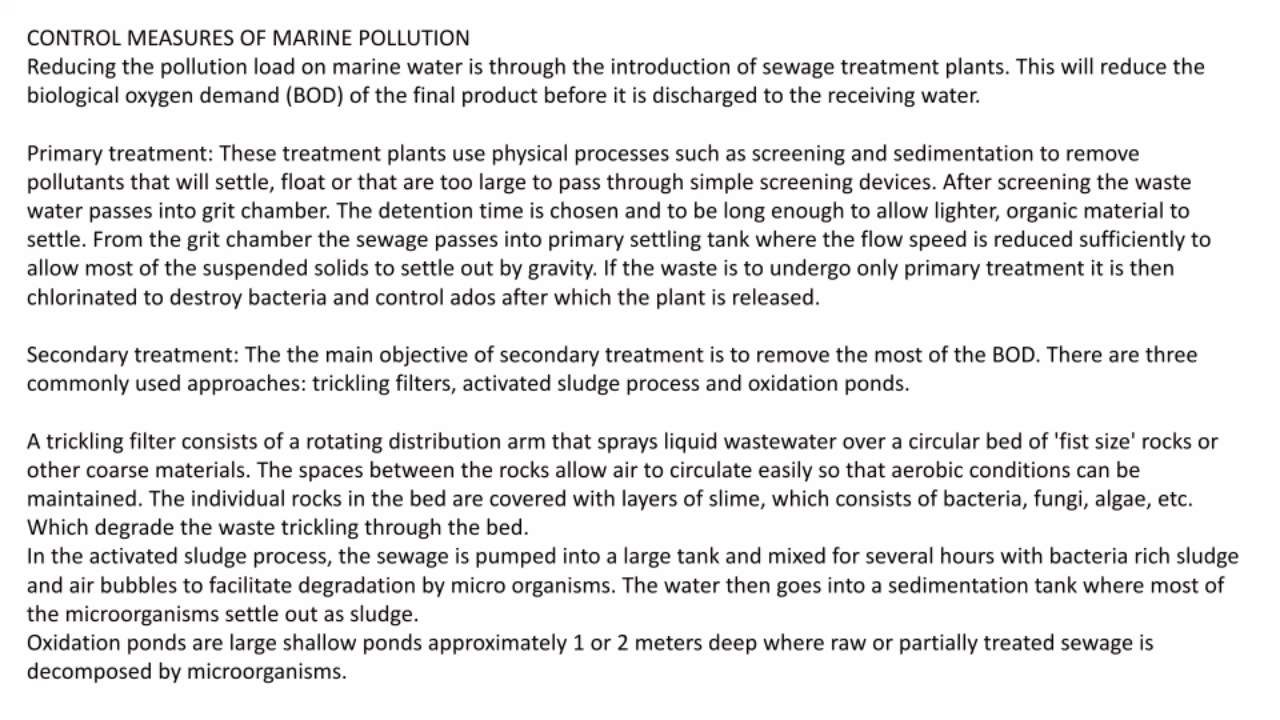 CONTROL MEASURES OF MARINE POLLUTION
Reducing the pollution load on marine water is through the introduction of sewage treatment plants. This will reduce the
biological oxygen demand (BOD) of the final product before it is discharged to the receiving water.
Primary treatment: These treatment plants use physical processes such as screening and sedimentation to remove
pollutants that will settle, float or that are too large to pass through simple screening devices. After screening the waste
water passes into grit chamber. The detention time is chosen and to be long enough to allow lighter, organic material to
settle. From the grit chamber the sewage passes into primary settling tank where the flow speed is reduced sufficiently to
allow most of the suspended solids to settle out by gravity. If the waste is to undergo only primary treatment it is then
chlorinated to destroy bacteria and control ados after which the plant is released.
Secondary treatment: The the main objective of secondary treatment is to remove the most of the BOD. There are three
commonly used approaches: trickling filters, activated sludge process and oxidation ponds.
A trickling filter consists of a rotating distribution arm that sprays liquid wastewater over a circular bed of 'fist size' rocks or
other coarse materials. The spaces between the rocks allow air to circulate easily so that aerobic conditions can be
maintained. The individual rocks in the bed are covered with layers of slime, which consists of bacteria, fungi, algae, etc.
Which degrade the waste trickling through the bed.
In the activated sludge process, the sewage is pumped into a large tank and mixed for several hours with bacteria rich sludge
and air bubbles to facilitate degradation by micro organisms. The water then goes into a sedimentation tank where most of
the microorganisms settle out as sludge.
Oxidation ponds are large shallow ponds approximately 1 or 2 meters deep where raw or partially treated sewage is
decomposed by microorganisms.